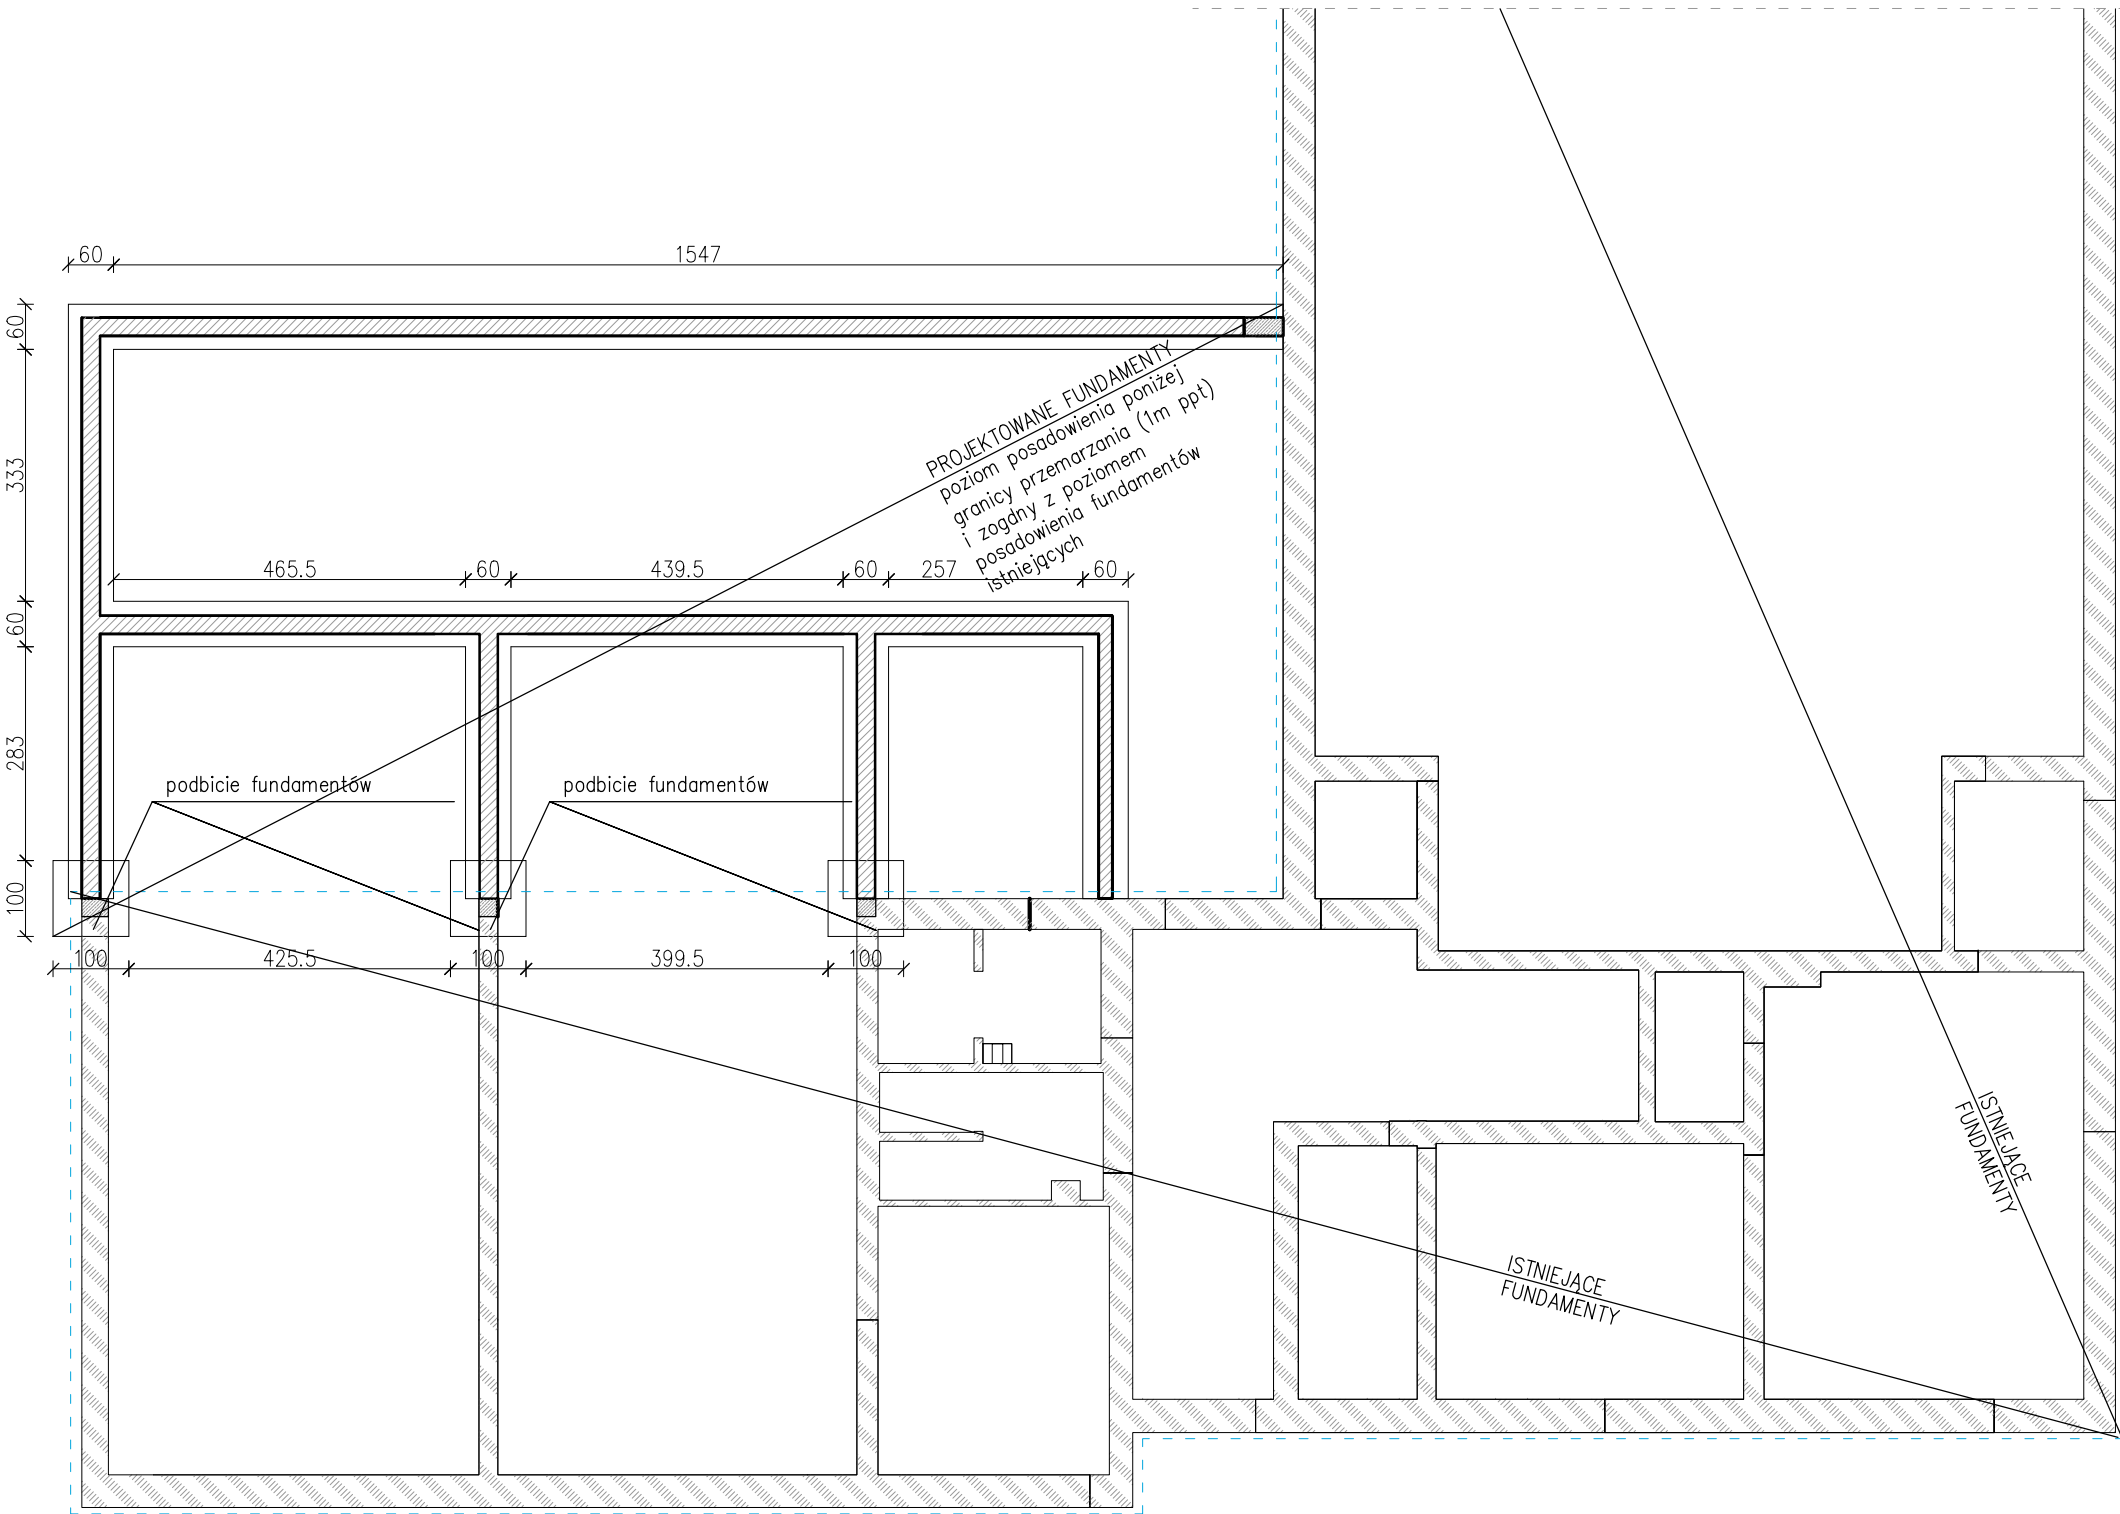 60
1547
60
PROJEKTOWANE FUNDAMENTY
poziom posadowienia poniżej
granicy przemarzania (1m ppt)
i zogdny z poziomem
posadowienia fundamentów
istniejących
333
465.5
60
439.5
60
257
60
60
283
podbicie fundamentów
podbicie fundamentów
100
100
425.5
100
399.5
100
ISTNIEJĄCE
FUNDAMENTY
ISTNIEJĄCE
FUNDAMENTY